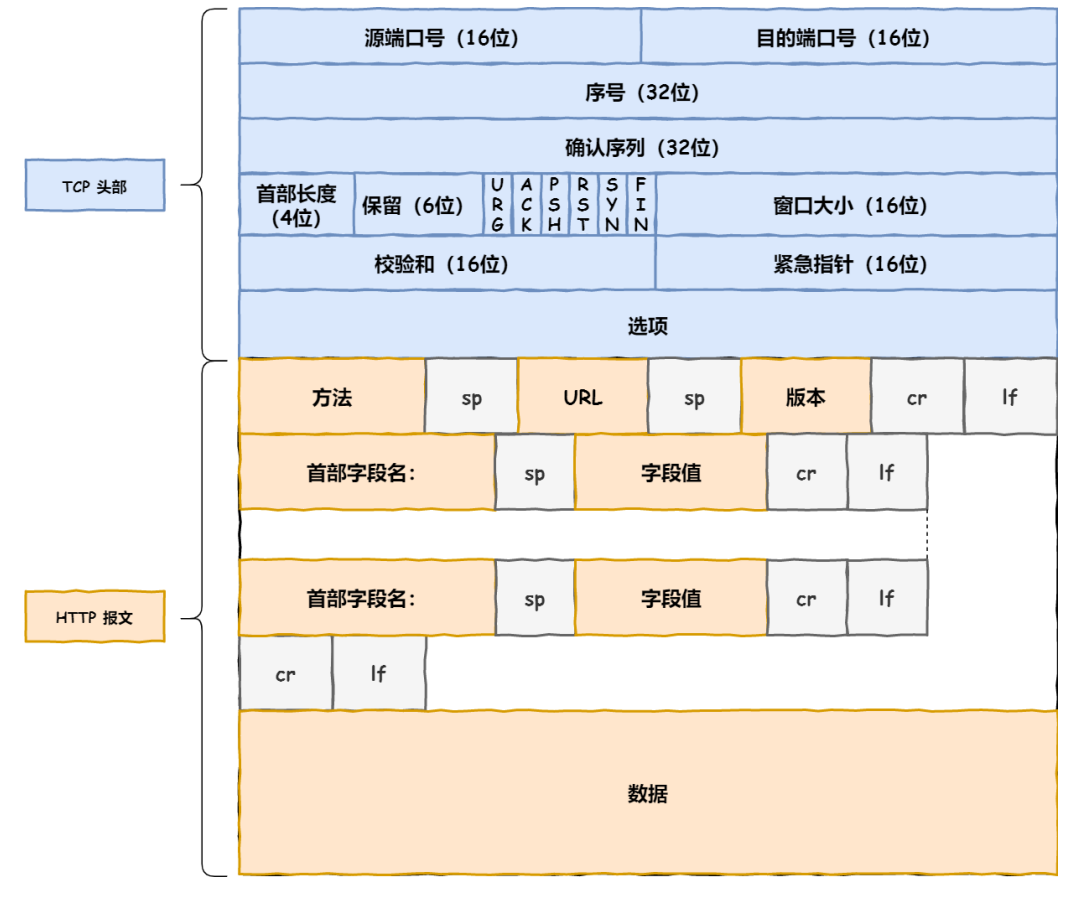 源端口号（16位）
目的端口号（16位）
序号（32位）
确认序列（32位）
TCP 头部
首部长度
（4位）
保留（6位）
URG
ACK
PSH
RST
SYN
FIN
窗口大小（16位）
校验和（16位）
紧急指针（16位）
选项
方法
sp
URL
sp
版本
cr
lf
首部字段名：
sp
字段值
cr
lf
首部字段名：
sp
字段值
cr
lf
HTTP 报文
cr
lf
数据